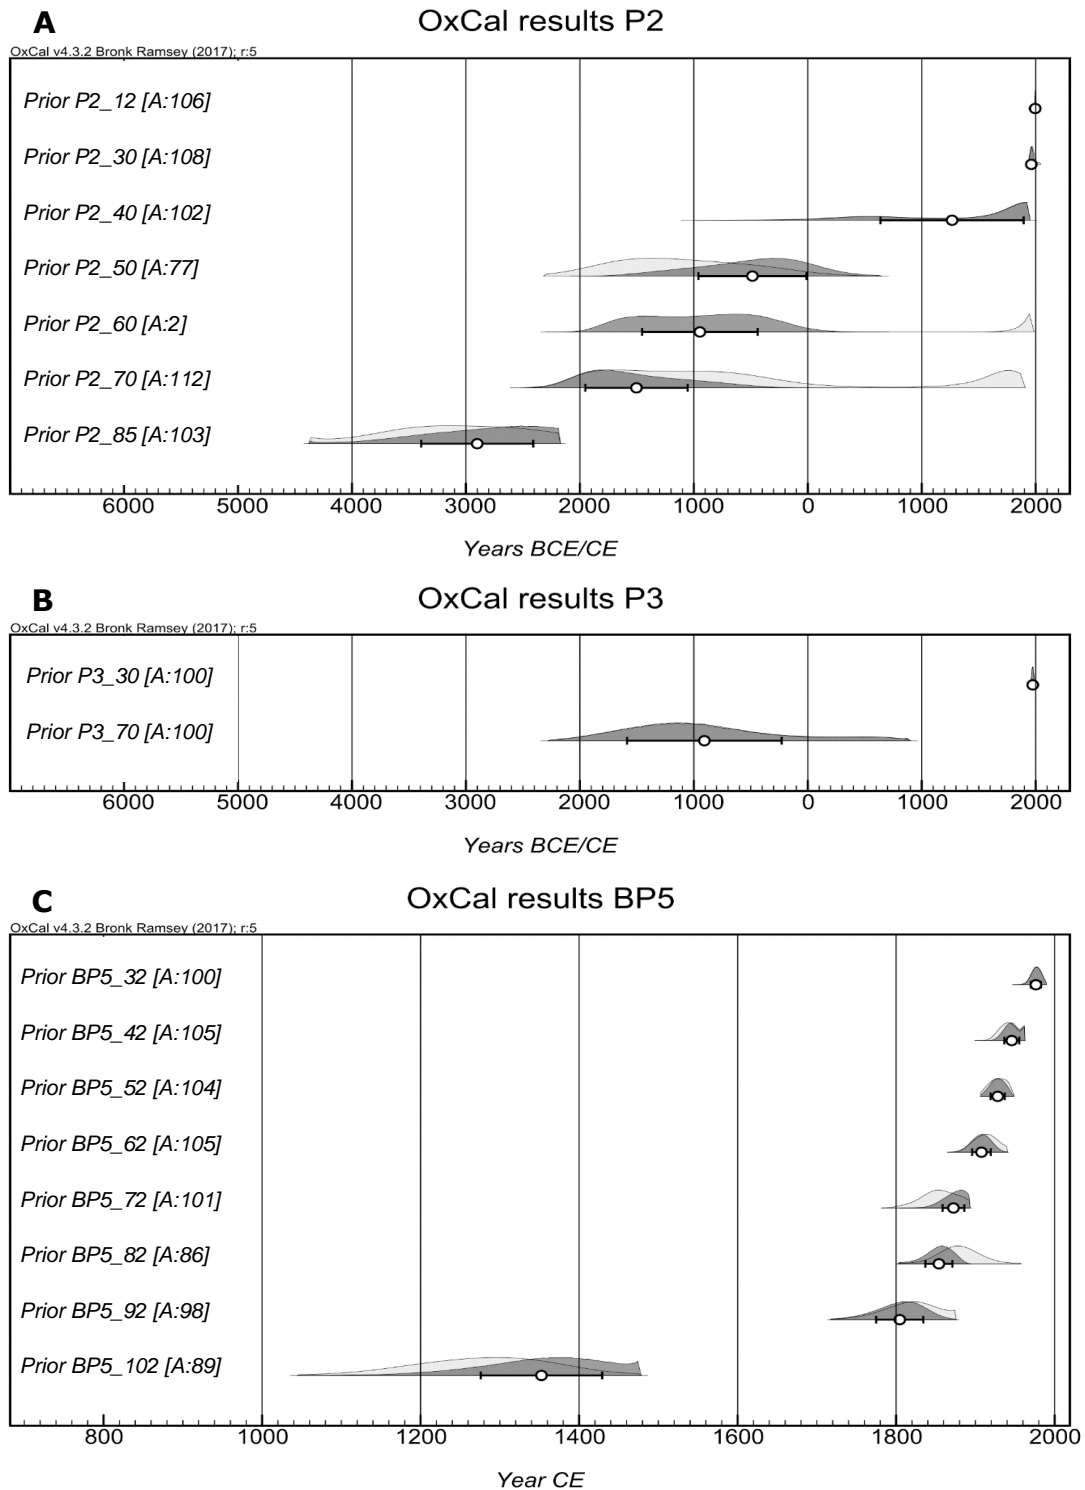 A
OxCal results P2
OxCal v4.3.2 Bronk Ramsey (2017); r:5
Prior P2_12 [A:106]
Prior P2_30 [A:108]
Prior P2_40 [A:102]
Prior P2_50 [A:77]
Prior P2_60 [A:2]
Prior P2_70 [A:112]
Prior P2_85 [A:103]
6000 5000 4000 3000 2000 1000 0 1000 2000
Years BCE/CE
B
OxCal results P3
OxCal v4.3.2 Bronk Ramsey (2017); r:5
Prior P3_30 [A:100]
Prior P3_70 [A:100]
6000 5000 4000 3000 2000 1000 0 1000 2000
Years BCE/CE
C
OxCal results BP5
OxCal v4.3.2 Bronk Ramsey (2017); r:5
Prior BP5_32 [A:100]
Prior BP5_42 [A:105]
Prior BP5_52 [A:104]
Prior BP5_62 [A:105]
Prior BP5_72 [A:101]
Prior BP5_82 [A:86]
Prior BP5_92 [A:98]
Prior BP5_102 [A:89]
800 1000 1200 1400 1600 1800 2000
Year CE